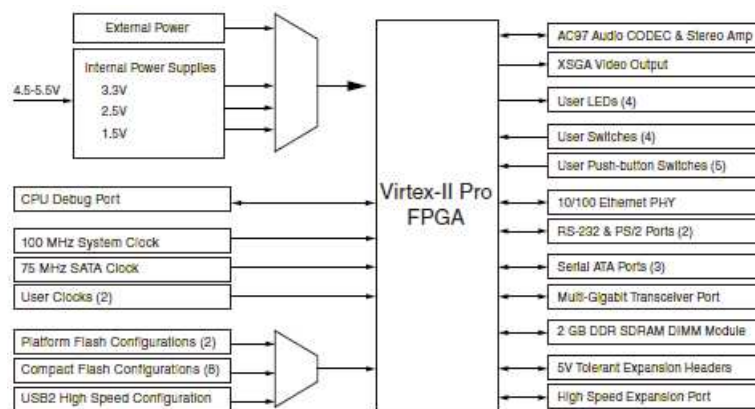 External Power
Internal Power Supplies
4.5-5.5V
3.3V
2.5V
1.5V
CPU Debug Port
100 MHz System Clock
75 MHz SATA Clock
User Clocks (2)
Platform Flash Configurations (2)
Compact Flash Configurations (8)
USB2 High Speed Configuration
Virtex-II Pro
FPGA
AC97 Audio CODEC & Stereo Amp
XSGA Video Output
User LEDs (4)
User Switches (4)
User Push-button Switches (5)
10/100 Ethernet PHY
RS-232 & PS/2 Ports (2)
Serial ATA Ports (3)
Multi-Gigabit Transceiver Port
2 GB DDR SDRAM DIMM Module
5V Tolerant Expansion Headers
High Speed Expansion Port